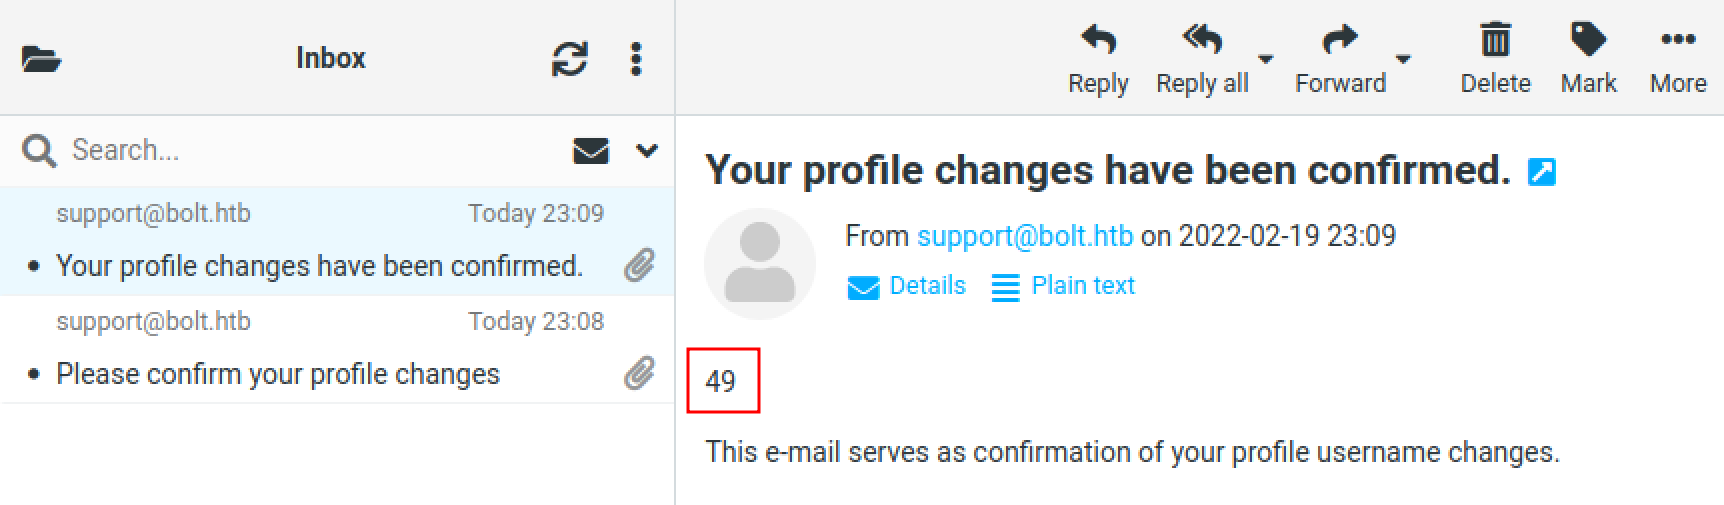 Inbox
Reply
Reply all
Forward
Delete
Mark
More
Search...
support@bolt.htb Today 23:09
Your profile changes have been confirmed.
support@bolt.htb Today 23:08
Please confirm your profile changes
Your profile changes have been confirmed.
From support@bolt.htb on 2022-02-19 23:09
Details Plain text
49
This e-mail serves as confirmation of your profile username changes.